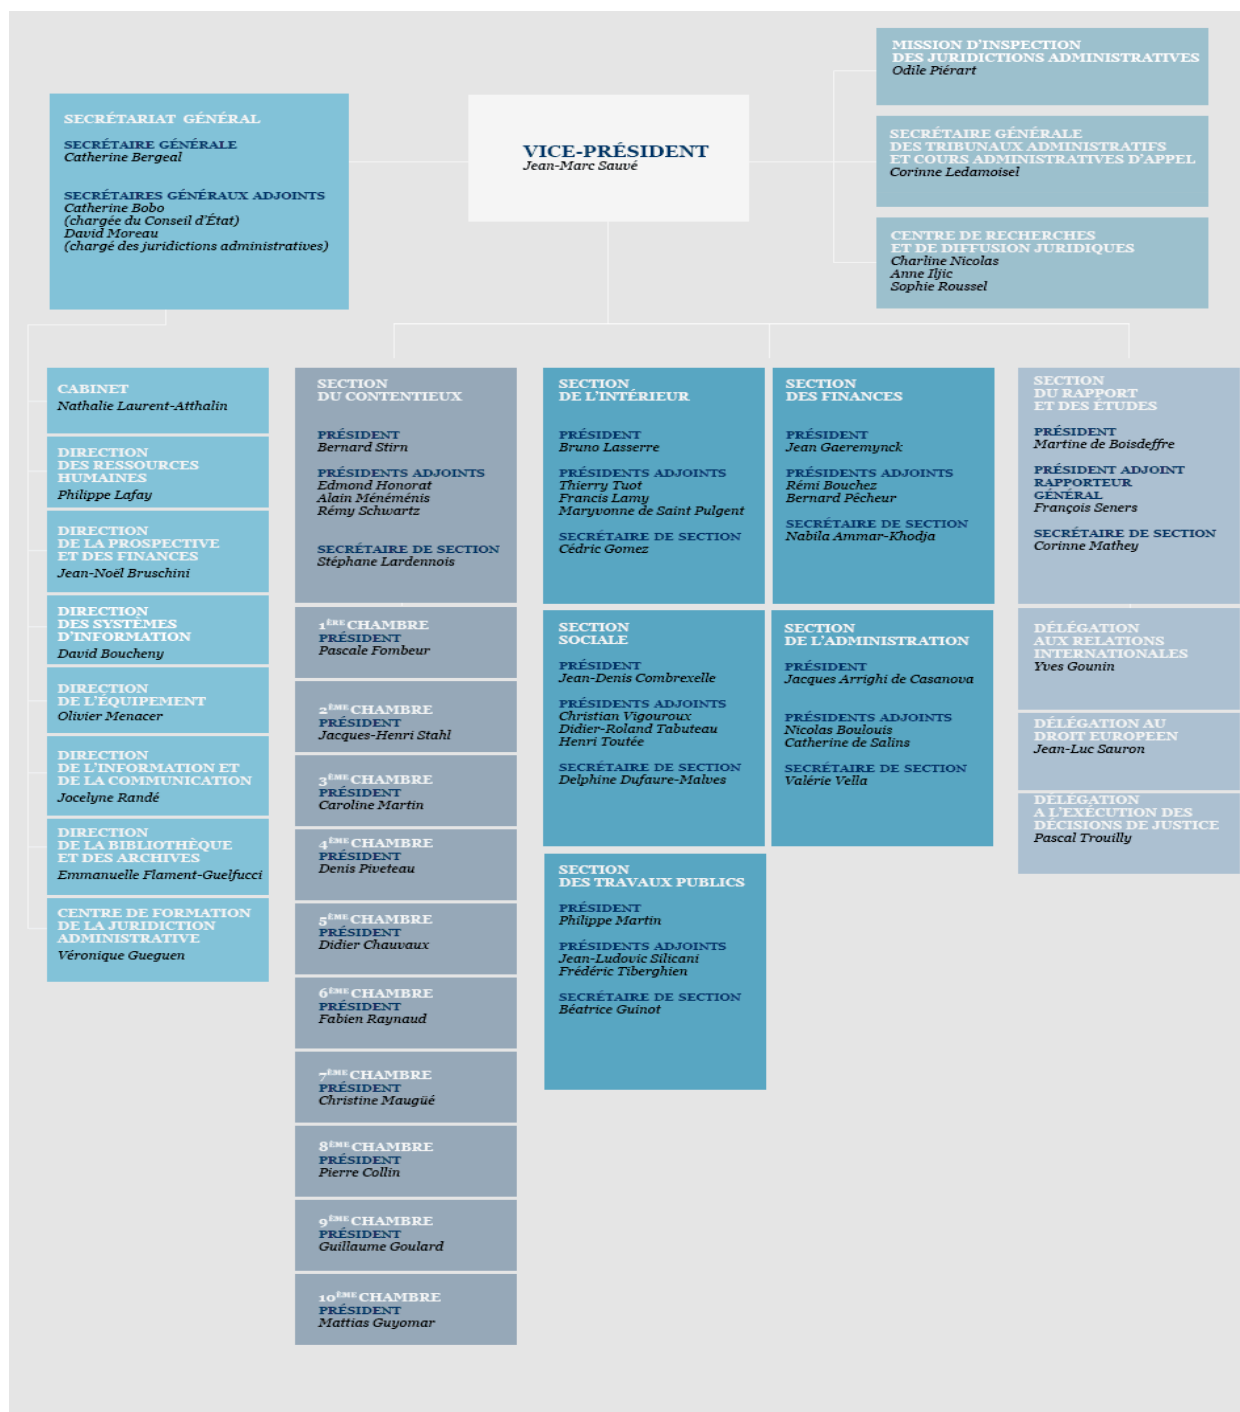 MISSION D'INSPECTION
DES JURIDICTIONS ADMINISTRATIVES
Odile Piérart
SECRÉTARIAT GÉNÉRAL
SECRÉTAIRE GÉNÉRALE
Catherine Bergeal
SECRÉTAIRES GÉNÉRAUX ADJOINTS
Catherine Bobo
(chargée du Conseil d'État)
David Moreau
(chargé des juridictions administratives)
VICE-PRÉSIDENT
Jean-Marc Sauvé
SECRÉTAIRE GÉNÉRALE
DES TRIBUNAUX ADMINISTRATIFS
ET COURS ADMINISTRATIVES D'APPEL
Corinne Ledamoisel
CENTRE DE RECHERCHES
ET DE DIFFUSION JURIDIQUES
Charline Nicolas
Anne Iljic
Sophie Roussel
CABINET
Nathalie Laurent-Atthalin
DIRECTION
DES RESSOURCES
HUMAINES
Philippe Lafay
DIRECTION
DE LA PROSPECTIVE
ET DES FINANCES
Jean-Noël Bruschini
DIRECTION
DES SYSTÈMES
D'INFORMATION
David Boucheny
DIRECTION
DE L'ÉQUIPEMENT
Olivier Menacer
DIRECTION
DE L'INFORMATION ET
DE LA COMMUNICATION
Jocelyne Randé
DIRECTION
DE LA BIBLIOTHÈQUE
ET DES ARCHIVES
Emmanuelle Flament-Guelfucci
CENTRE DE FORMATION
DE LA JURIDICTION
ADMINISTRATIVE
Véronique Gueguen
SECTION
DU CONTENTIEUX
PRÉSIDENT
Bernard Stirn
PRÉSIDENTS ADJOINTS
Edmond Honorat
Alain Ménéménis
Rémy Schwartz
SECRÉTAIRE DE SECTION
Stéphane Lardennois
1ÈRE CHAMBRE
PRÉSIDENT
Pascale Fombeur
2ÈME CHAMBRE
PRÉSIDENT
Jacques-Henri Stahl
3ÈME CHAMBRE
PRÉSIDENT
Caroline Martin
4ÈME CHAMBRE
PRÉSIDENT
Denis Piveteau
5ÈME CHAMBRE
PRÉSIDENT
Didier Chauvaux
6ÈME CHAMBRE
PRÉSIDENT
Fabien Raynaud
7ÈME CHAMBRE
PRÉSIDENT
Christine Maugüé
8ÈME CHAMBRE
PRÉSIDENT
Pierre Collin
9ÈME CHAMBRE
PRÉSIDENT
Guillaume Goulard
10ÈME CHAMBRE
PRÉSIDENT
Mattias Guyomar
SECTION
DE L'INTÉRIEUR
PRÉSIDENT
Bruno Lasserre
PRÉSIDENTS ADJOINTS
Thierry Tuot
Francis Lamy
Maryvonne de Saint Pulgent
SECRÉTAIRE DE SECTION
Cédric Gomez
SECTION
DES FINANCES
PRÉSIDENT
Jean Gaeremynck
PRÉSIDENTS ADJOINTS
Rémi Bouchez
Bernard Pêcheur
SECRÉTAIRE DE SECTION
Nabila Ammar-Khodja
SECTION
SOCIALE
PRÉSIDENT
Jean-Denis Combrexelle
PRÉSIDENTS ADJOINTS
Christian Vigouroux
Didier-Roland Tabuteau
Henri Toutée
SECRÉTAIRE DE SECTION
Delphine Dufaure-Malves
SECTION
DE L'ADMINISTRATION
PRÉSIDENT
Jacques Arrighi de Casanova
PRÉSIDENTS ADJOINTS
Nicolas Boulouis
Catherine de Salins
SECRÉTAIRE DE SECTION
Valérie Vella
SECTION
DES TRAVAUX PUBLICS
PRÉSIDENT
Philippe Martin
PRÉSIDENTS ADJOINTS
Jean-Ludovic Silicani
Frédéric Tiberghien
SECRÉTAIRE DE SECTION
Béatrice Guinot
SECTION
DU RAPPORT
ET DES ÉTUDES
PRÉSIDENT
Martine de Boisdeffre
PRÉSIDENT ADJOINT
RAPPORTEUR
GÉNÉRAL
François Seners
SECRÉTAIRE DE SECTION
Corinne Mathey
DÉLÉGATION
AUX RELATIONS
INTERNATIONALES
Yves Gounin
DÉLÉGATION AU
DROIT EUROPEEN
Jean-Luc Sauron
DÉLÉGATION
A L'EXÉCUTION DES
DÉCISIONS DE JUSTICE
Pascal Trouilly